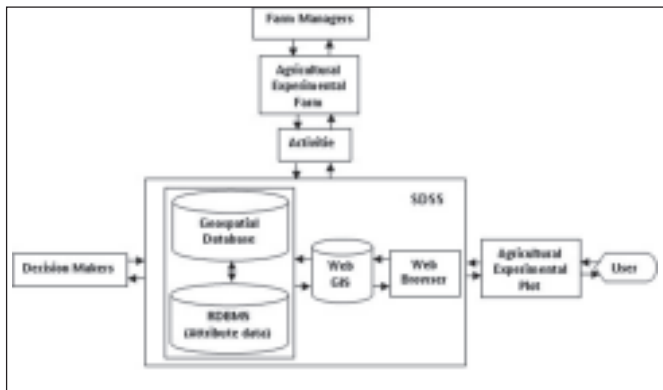 Farm Managers
Agricultural
Experimental
Farm
Activitie
SDSS
Geospatial
Database
RDBMS
(Attribute data)
Web
GIS
Web
Browser
Decision Makers
Agricultural
Experimental
Plot
User